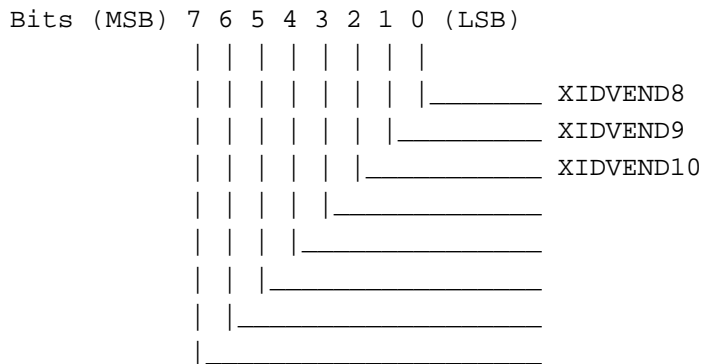 Bits (MSB) 7 6 5 4 3 2 1 0 (LSB)
XIDVEND8
XIDVEND9
XIDVEND10